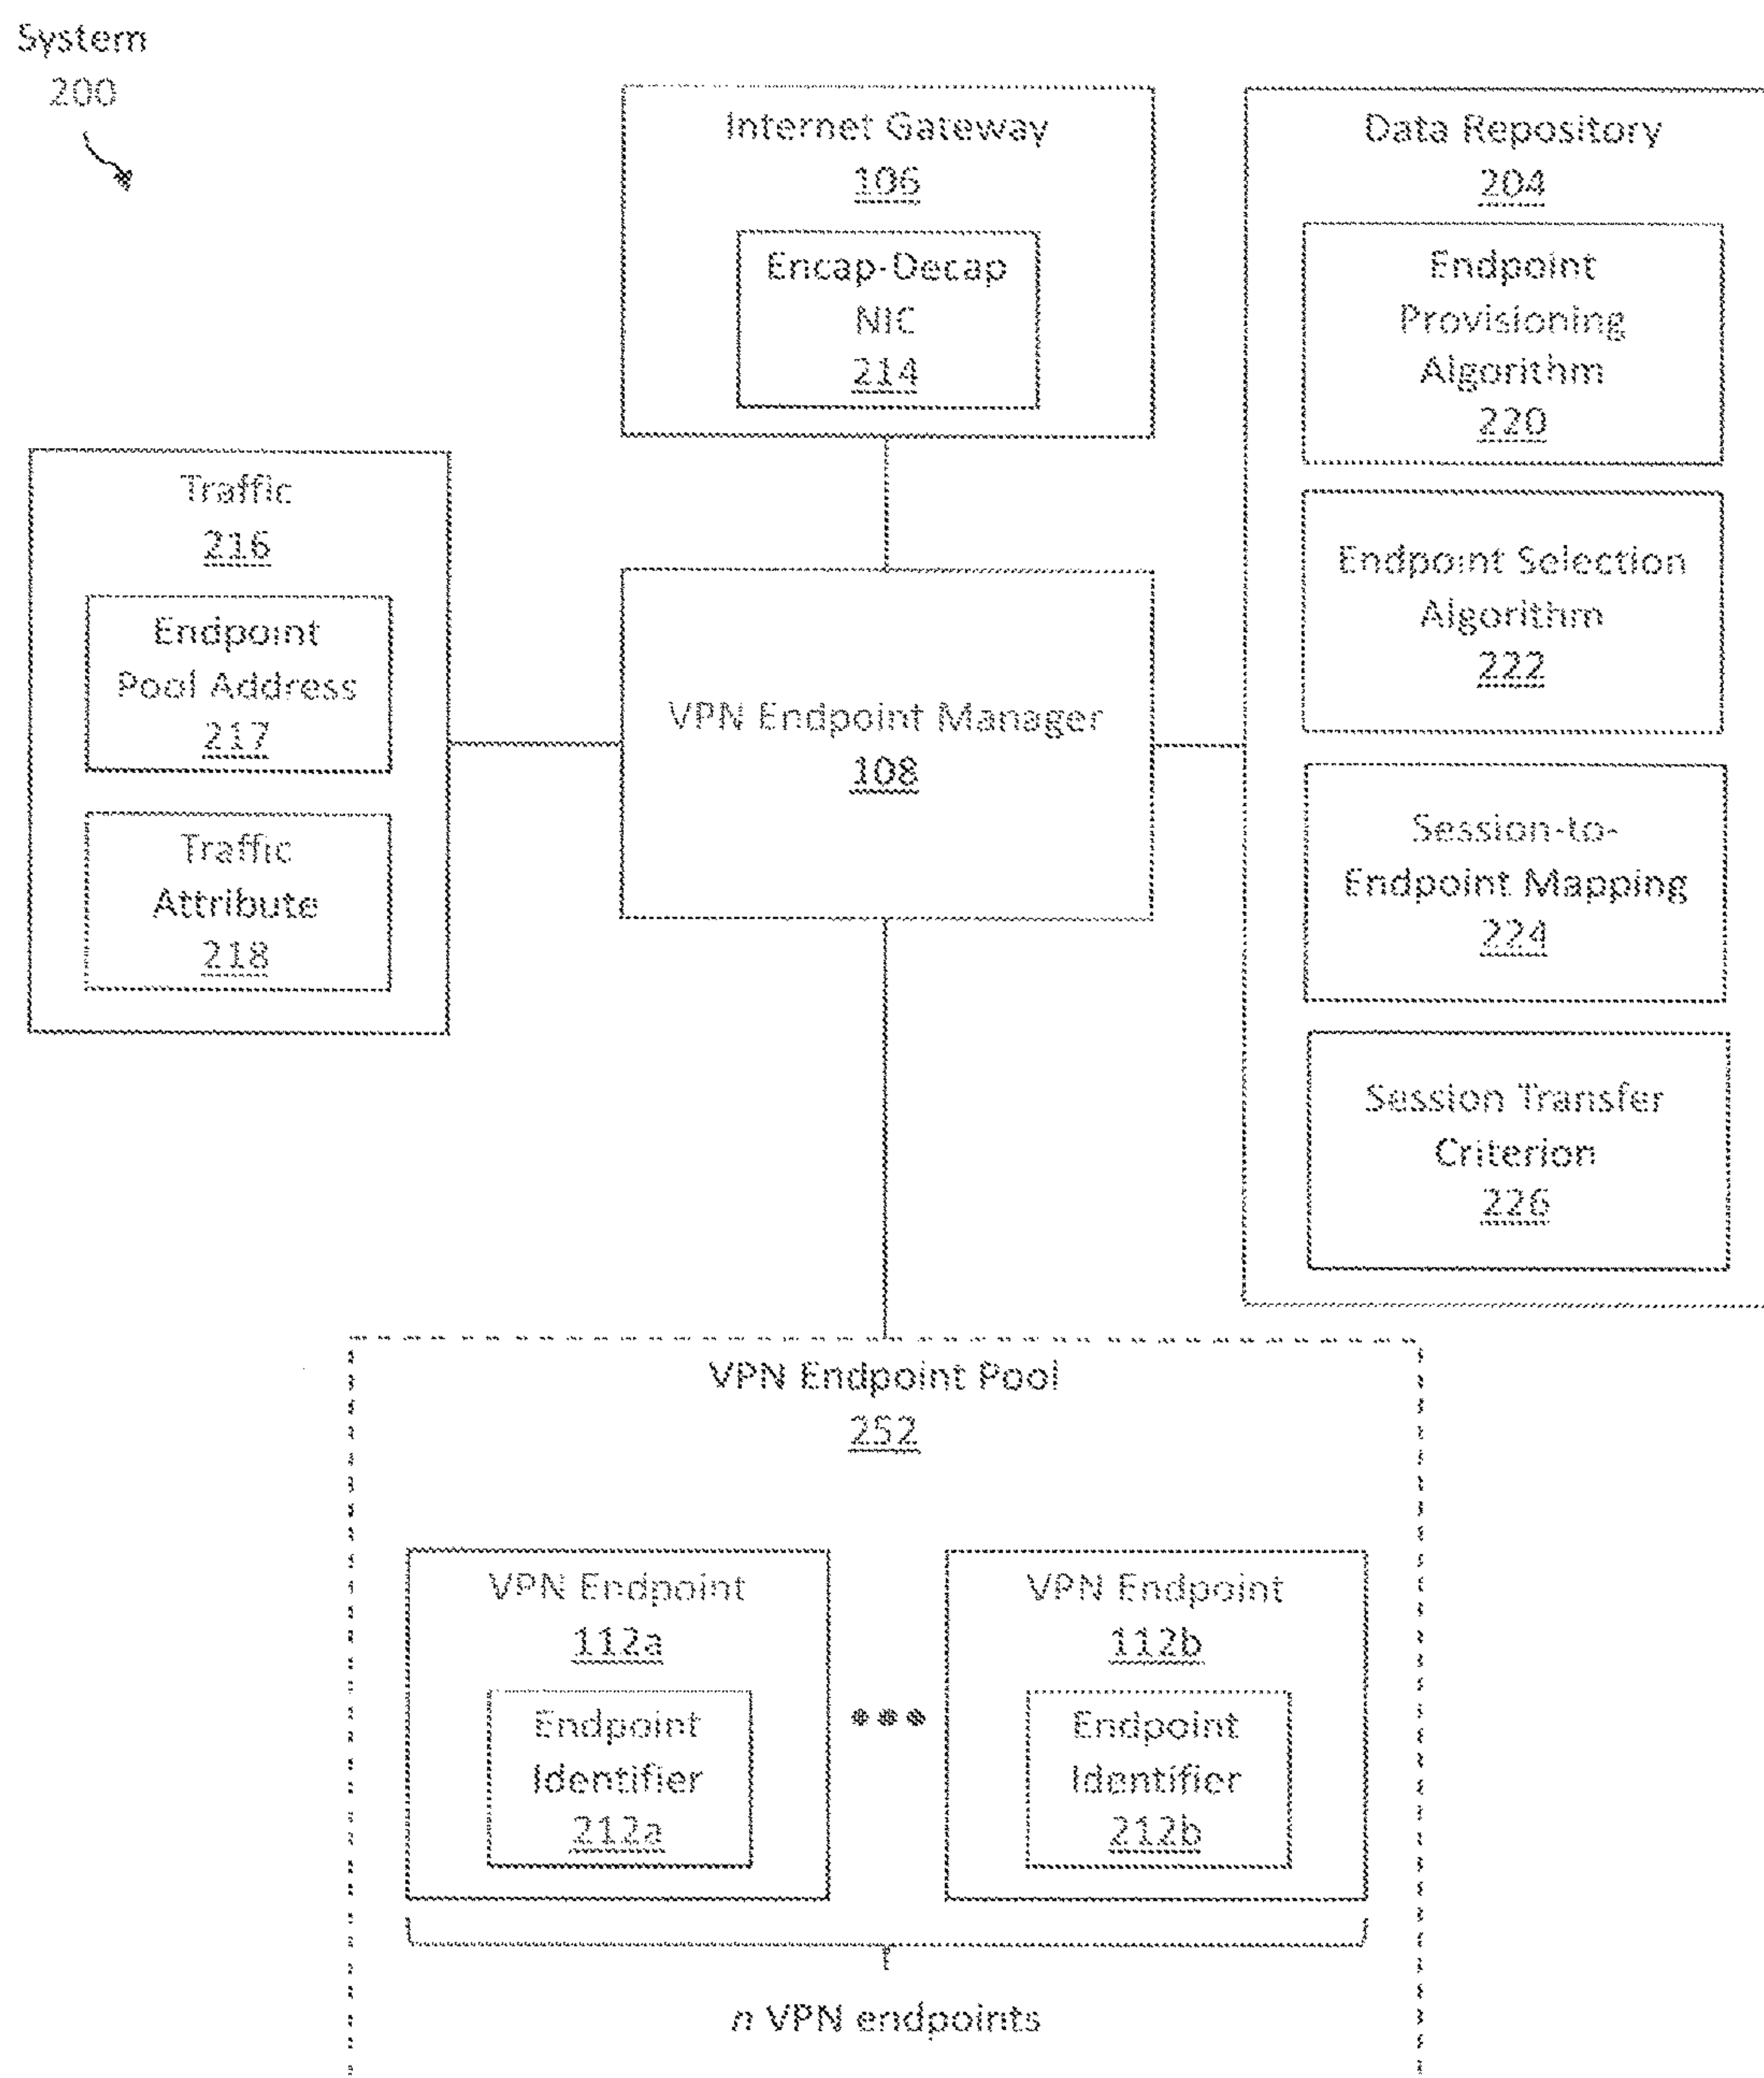 System
200
Internet Gateway
106
Encap-Decap
NIC
214
Data Repository
204
Endpoint
Provisioning
Algorithm
220
Endpoint Selection
Algorithm
222
Session-to-
Endpoint Mapping
224
Session Transfer
Criterion
226
Traffic
216
Endpoint
Pool Address
217
Traffic
Attribute
218
VPN Endpoint Manager
108
VPN Endpoint Pool
252
VPN Endpoint
112a
Endpoint
Identifier
212a
VPN Endpoint
112b
Endpoint
Identifier
212b
n VPN endpoints